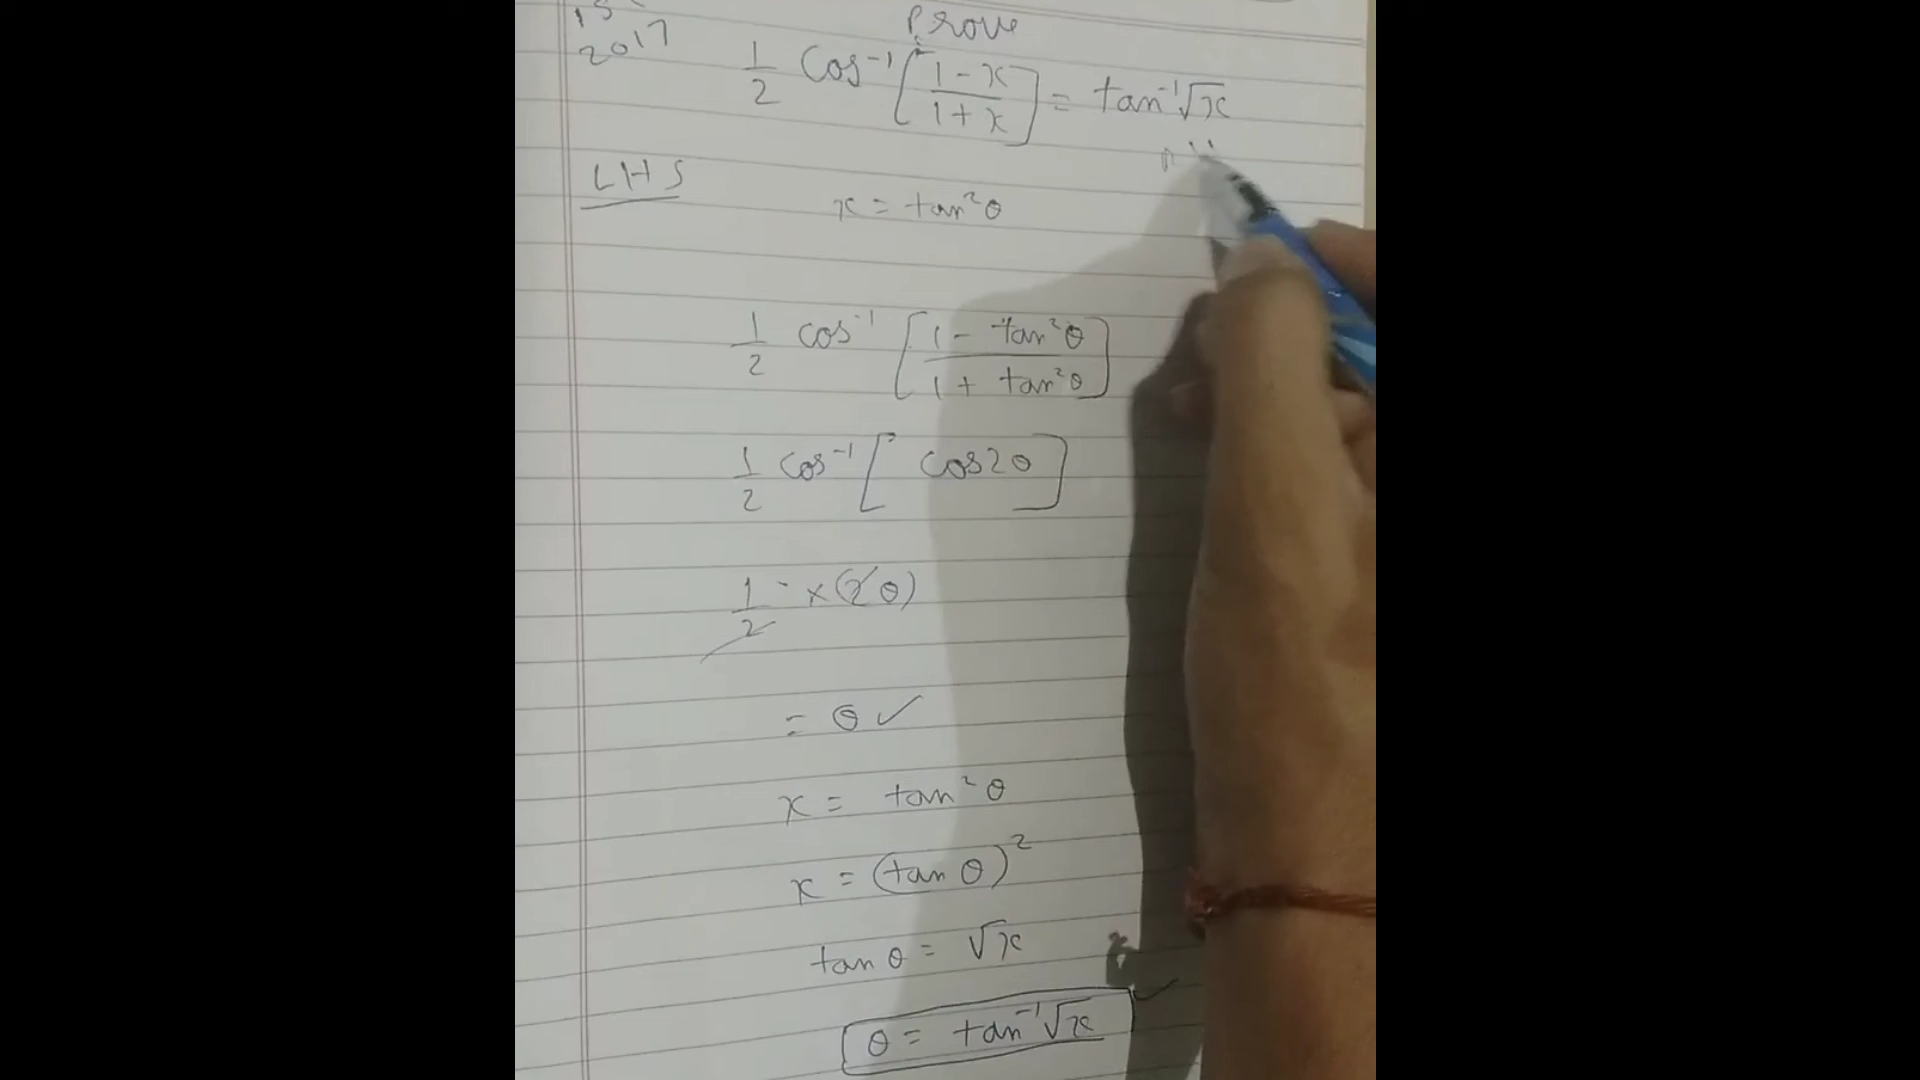 2017
Prove
1/2 Cos⁻¹[(1-x)/(1+x)] = tan⁻¹√x
LHS
x = tan²θ
1/2 cos⁻¹ [(1 - tan²θ)/(1 + tan²θ)]
1/2 cos⁻¹[ cos2θ ]
1/2 x(2θ)
= θ ✓
x = tan²θ
x = (tan θ)²
tan θ = √x
θ = tan⁻¹√x ✓